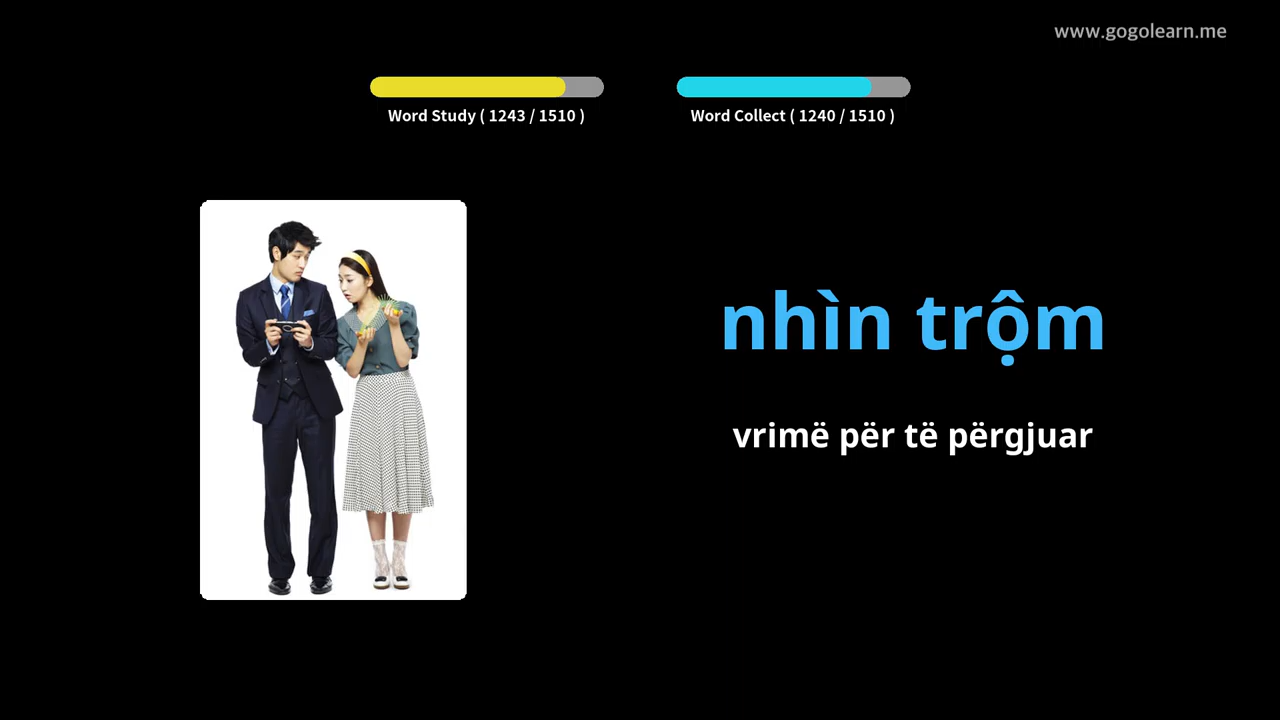 www.gogolearn.me
Word Study ( 1243 / 1510 )
Word Collect ( 1240 / 1510 )
nhìn trộm
vrimë për të përgjuar